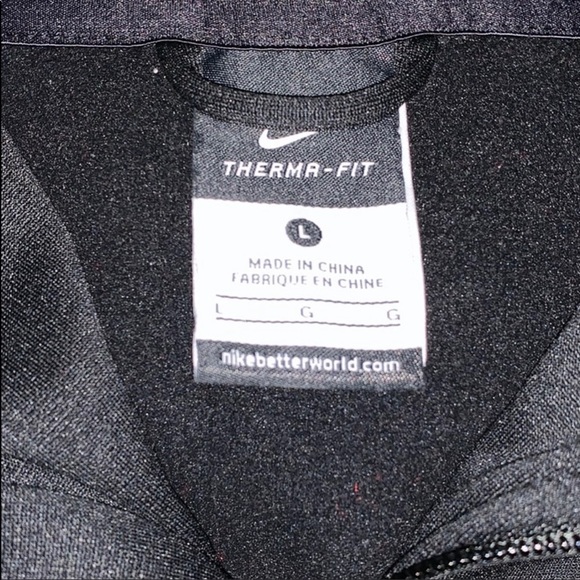 THERMA-FIT
L
MADE IN CHINA
FABRIQUE EN CHINE
L G G
nikebetterworld.com